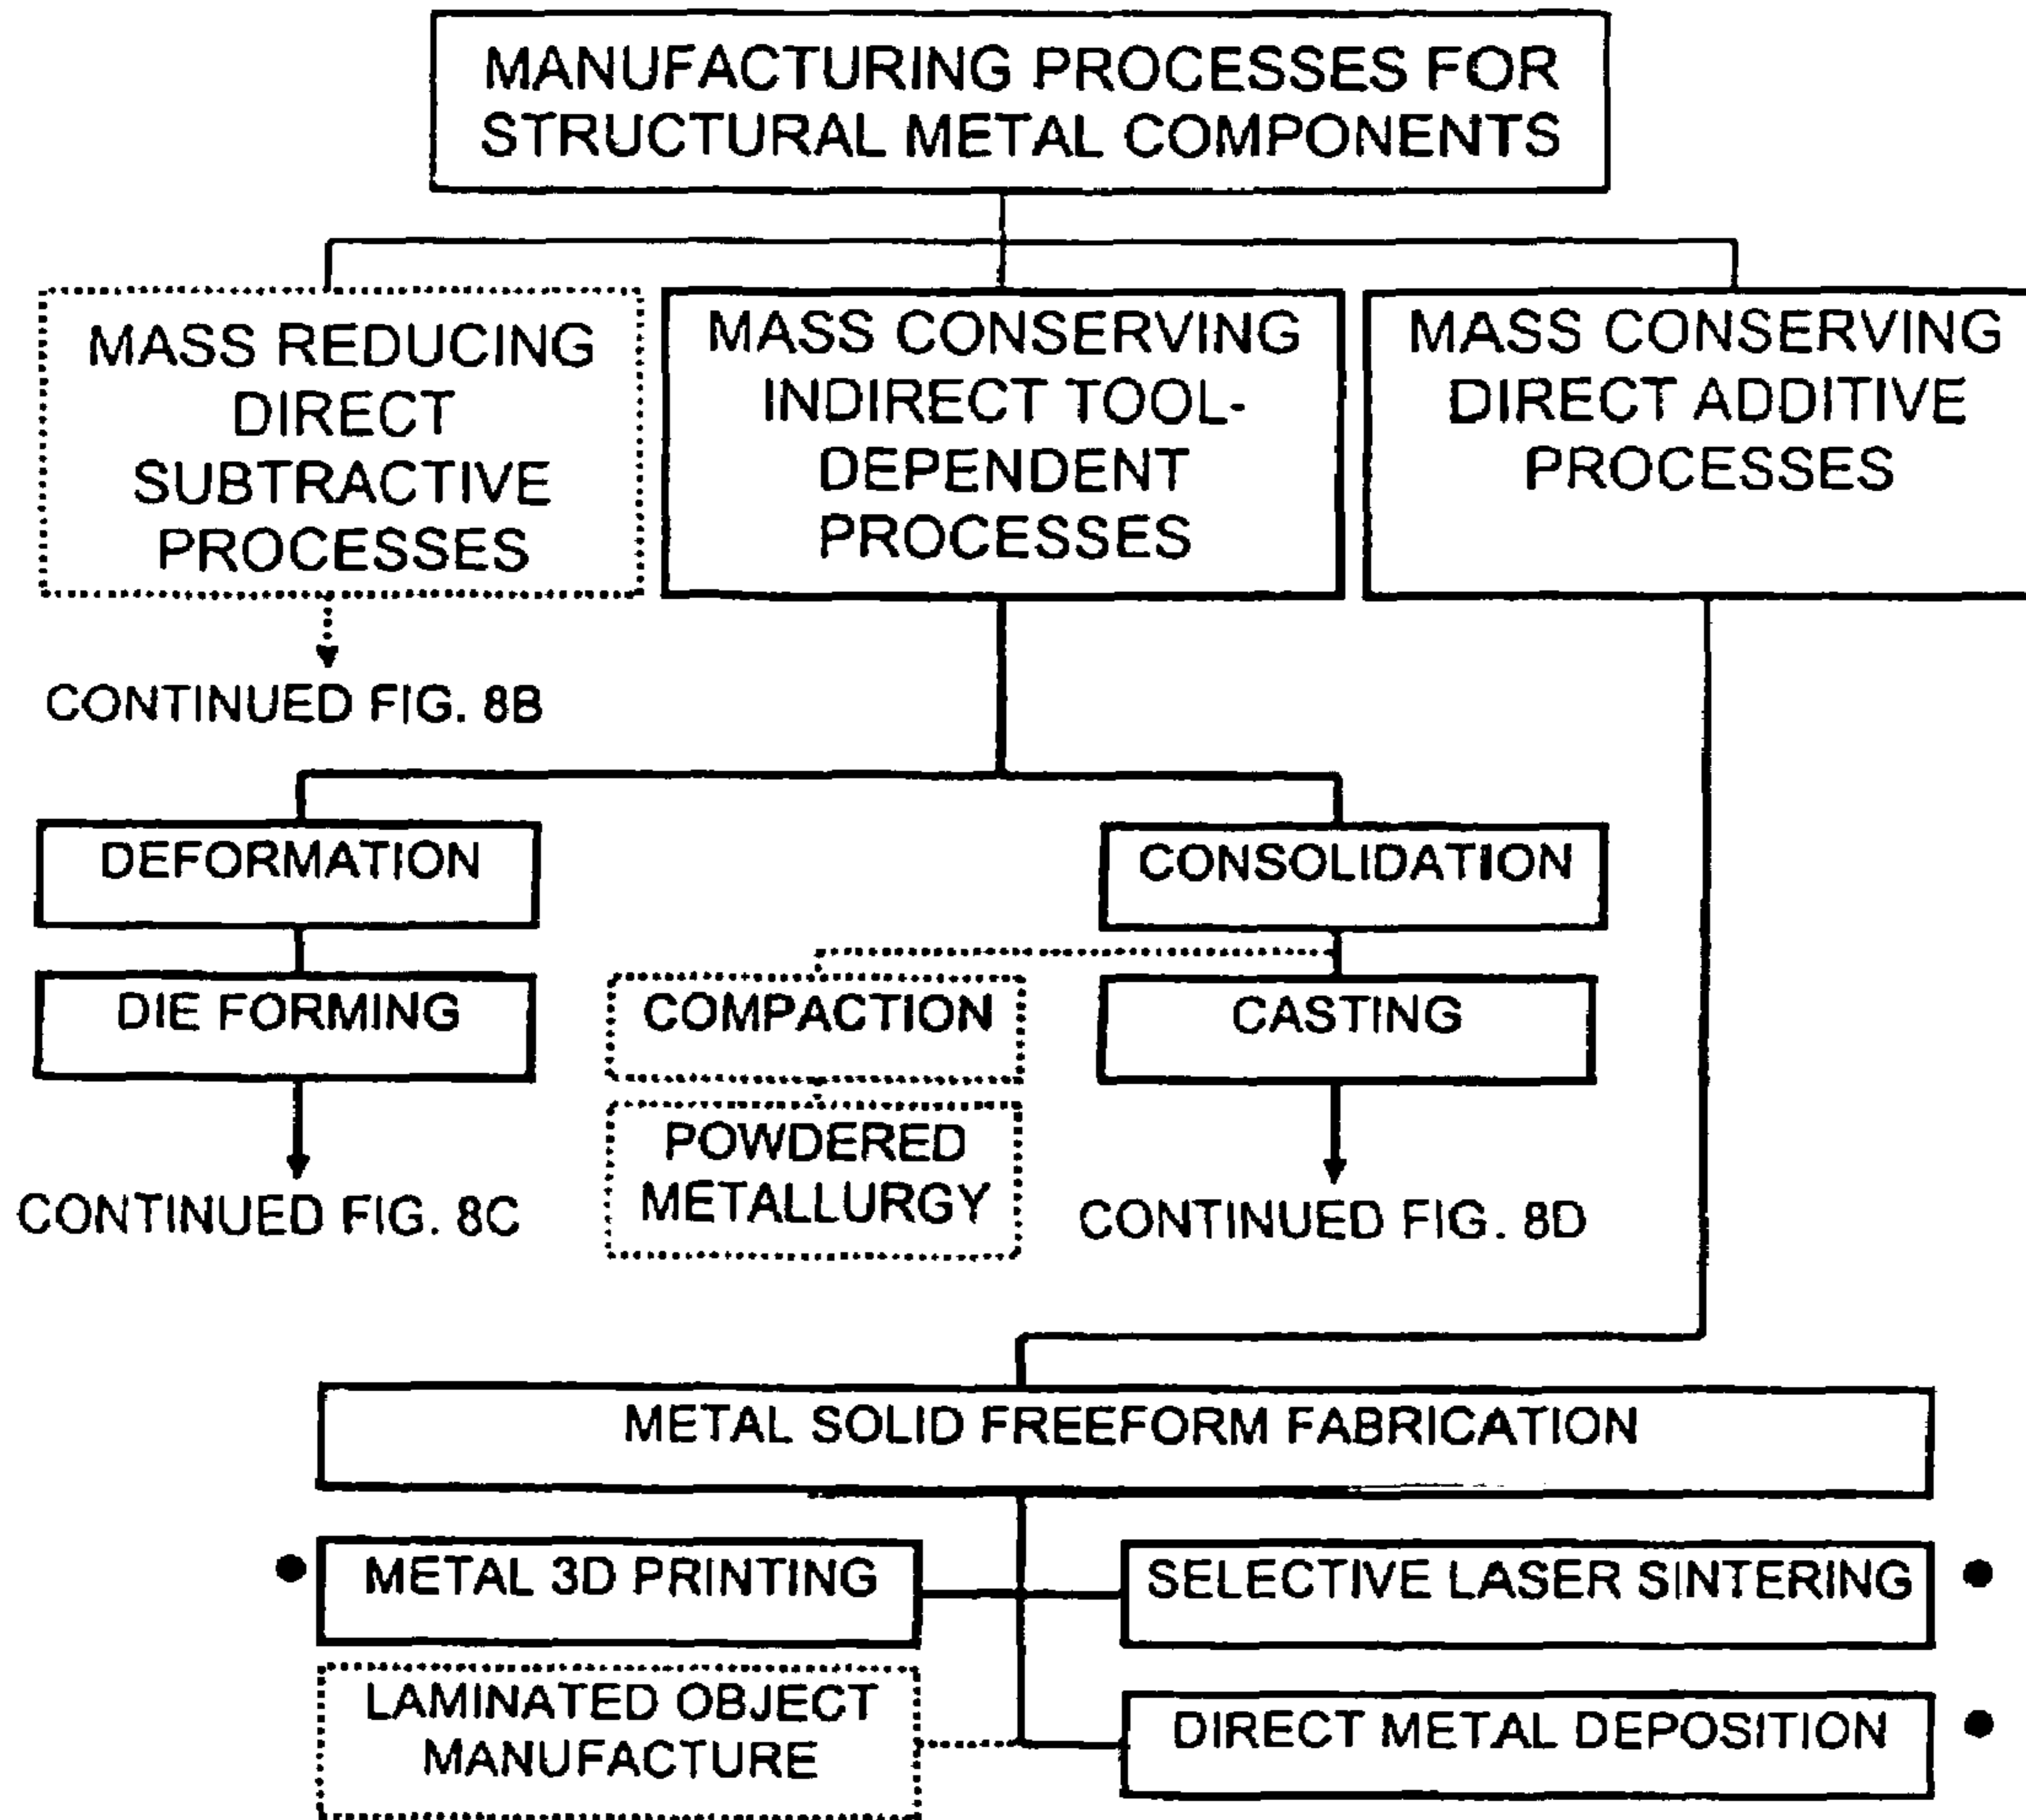 MANUFACTURING PROCESSES FOR
STRUCTURAL METAL COMPONENTS
MASS REDUCING
DIRECT
SUBTRACTIVE
PROCESSES
MASS CONSERVING
INDIRECT TOOL-
DEPENDENT
PROCESSES
MASS CONSERVING
DIRECT ADDITIVE
PROCESSES
CONTINUED FIG. 8B
DEFORMATION
CONSOLIDATION
DIE FORMING
COMPACTION
CASTING
POWDERED
METALLURGY
CONTINUED FIG. 8C
CONTINUED FIG. 8D
METAL SOLID FREEFORM FABRICATION
METAL 3D PRINTING
SELECTIVE LASER SINTERING
LAMINATED OBJECT
MANUFACTURE
DIRECT METAL DEPOSITION